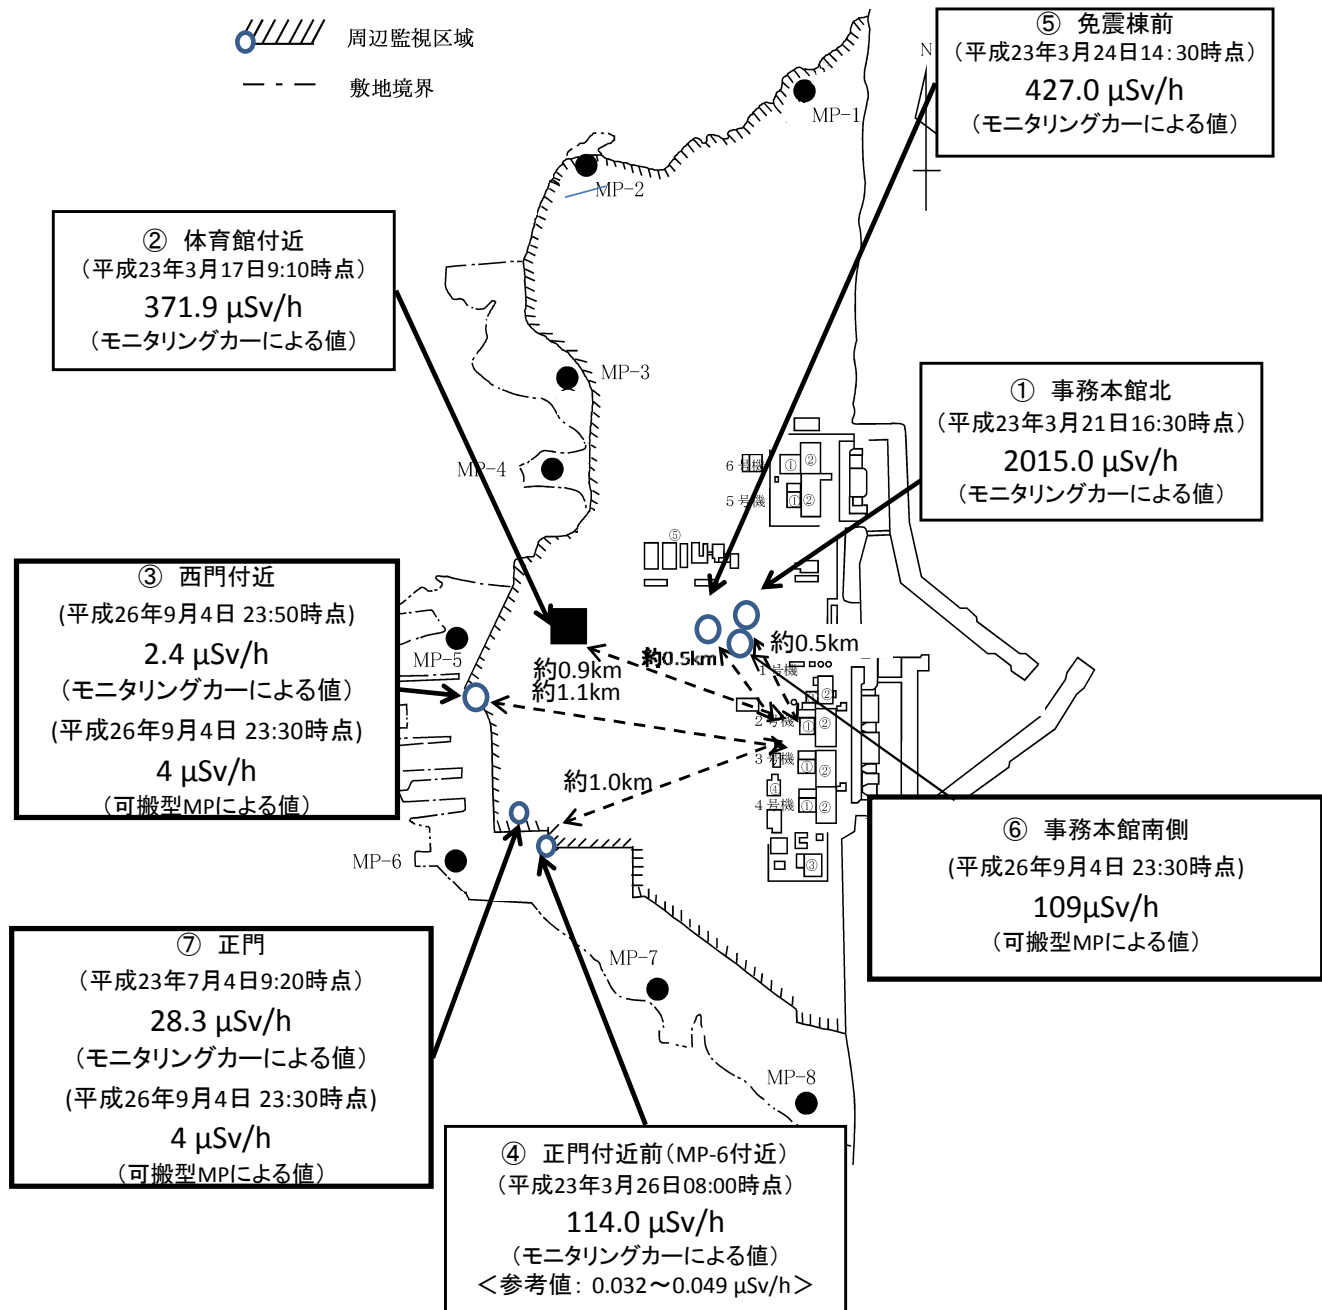 周辺監視区域
敷地境界
⑤ 免震棟前
(平成23年3月24日14:30時点)
427.0 μSv/h
(モニタリングカーによる値)
N
MP-1
MP-2
② 体育館付近
(平成23年3月17日9:10時点)
371.9 μSv/h
(モニタリングカーによる値)
MP-3
MP-4
① 事務本館北
(平成23年3月21日16:30時点)
2015.0 μSv/h
(モニタリングカーによる値)
6号機
① ②
5号機
① ②
⑤
③ 西門付近
(平成26年9月4日 23:50時点)
2.4 μSv/h
(モニタリングカーによる値)
(平成26年9月4日 23:30時点)
4 μSv/h
(可搬型MPによる値)
MP-5
約0.9km
約1.1km
約0.5km
約0.5km
1号機
②
2号機
① ②
3号機
① ②
④
4号機
① ②
③
約1.0km
MP-6
⑥ 事務本館南側
(平成26年9月4日 23:30時点)
109μSv/h
(可搬型MPによる値)
⑦ 正門
(平成23年7月4日9:20時点)
28.3 μSv/h
(モニタリングカーによる値)
(平成26年9月4日 23:30時点)
4 μSv/h
(可搬型MPによる値)
MP-7
MP-8
④ 正門付近前(MP-6付近)
(平成23年3月26日08:00時点)
114.0 μSv/h
(モニタリングカーによる値)
<参考値: 0.032～0.049 μSv/h>